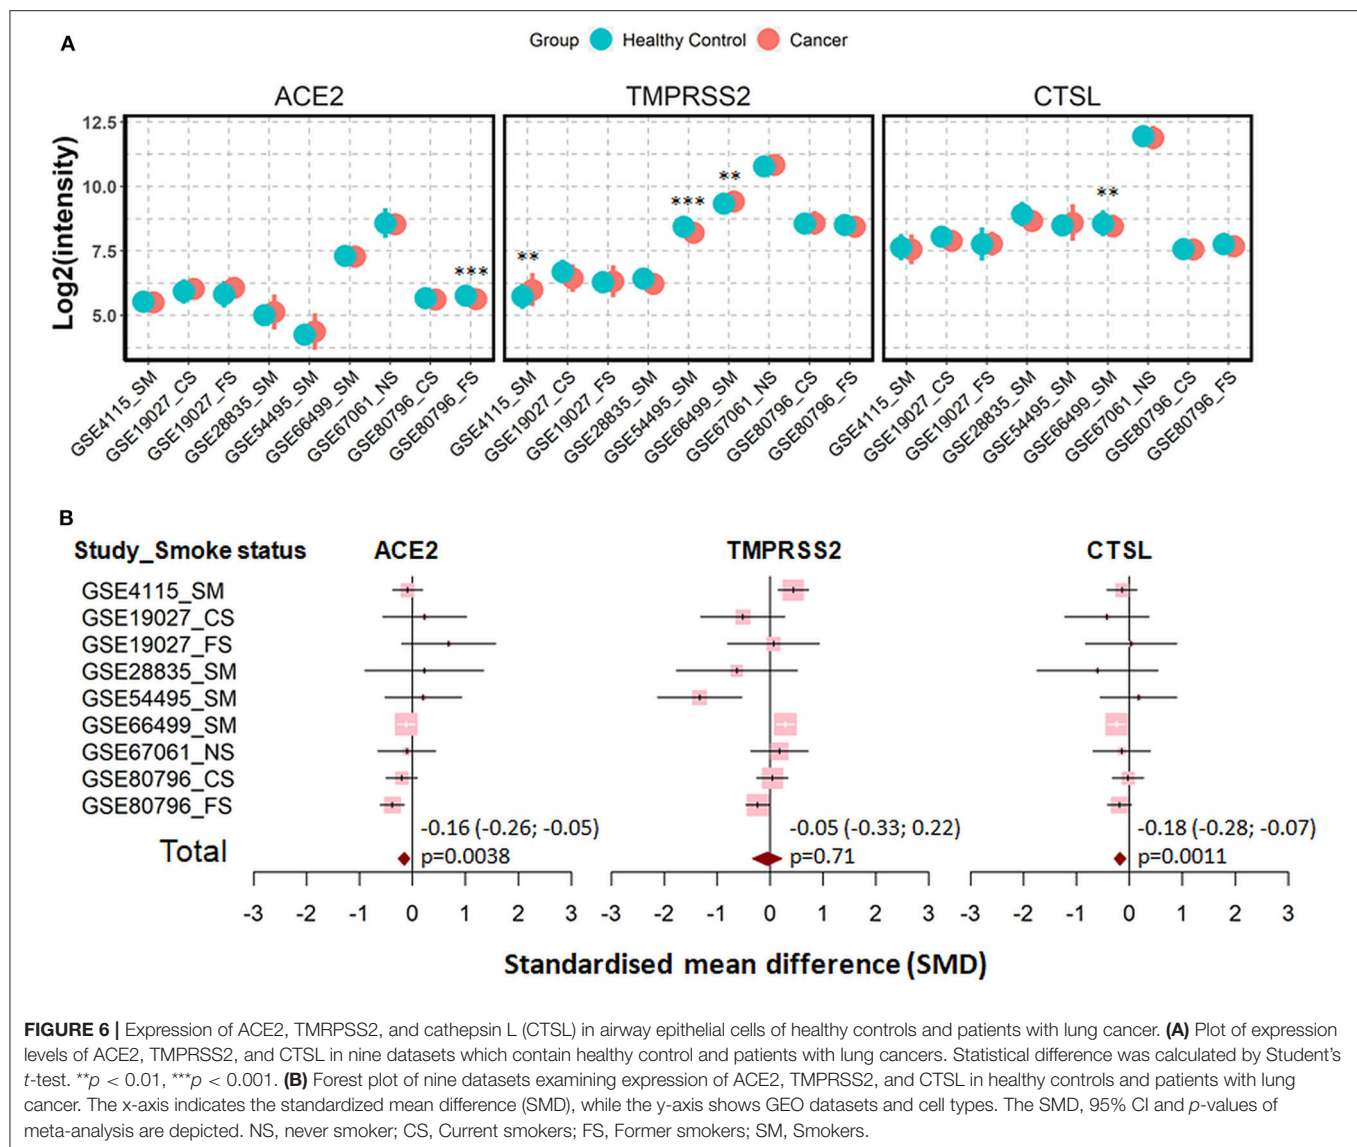 A
Group Healthy Control Cancer
ACE2 TMPRSS2 CTSL
Log2(intensity)
12.5
10.0
7.5
5.0
** *** ** *** **
GSE4115_SM GSE19027_CS GSE19027_FS GSE28835_SM GSE54495_SM GSE66499_SM GSE67061_NS GSE80796_CS GSE80796_FS
GSE4115_SM GSE19027_CS GSE19027_FS GSE28835_SM GSE54495_SM GSE66499_SM GSE67061_NS GSE80796_CS GSE80796_FS
GSE4115_SM GSE19027_CS GSE19027_FS GSE28835_SM GSE54495_SM GSE66499_SM GSE67061_NS GSE80796_CS GSE80796_FS
B
Study_Smoke status ACE2 TMPRSS2 CTSL
GSE4115_SM
GSE19027_CS
GSE19027_FS
GSE28835_SM
GSE54495_SM
GSE66499_SM
GSE67061_NS
GSE80796_CS
GSE80796_FS
-0.16 (-0.26; -0.05) -0.05 (-0.33; 0.22) -0.18 (-0.28; -0.07)
Total p=0.0038 p=0.71 p=0.0011
-3 -2 -1 0 1 2 3 -3 -2 -1 0 1 2 3 -3 -2 -1 0 1 2 3
Standardised mean difference (SMD)
FIGURE 6 | Expression of ACE2, TMRPSS2, and cathepsin L (CTSL) in airway epithelial cells of healthy controls and patients with lung cancer. (A) Plot of expression
levels of ACE2, TMPRSS2, and CTSL in nine datasets which contain healthy control and patients with lung cancers. Statistical difference was calculated by Student's
t-test. **p < 0.01, ***p < 0.001. (B) Forest plot of nine datasets examining expression of ACE2, TMPRSS2, and CTSL in healthy controls and patients with lung
cancer. The x-axis indicates the standardized mean difference (SMD), while the y-axis shows GEO datasets and cell types. The SMD, 95% CI and p-values of
meta-analysis are depicted. NS, never smoker; CS, Current smokers; FS, Former smokers; SM, Smokers.